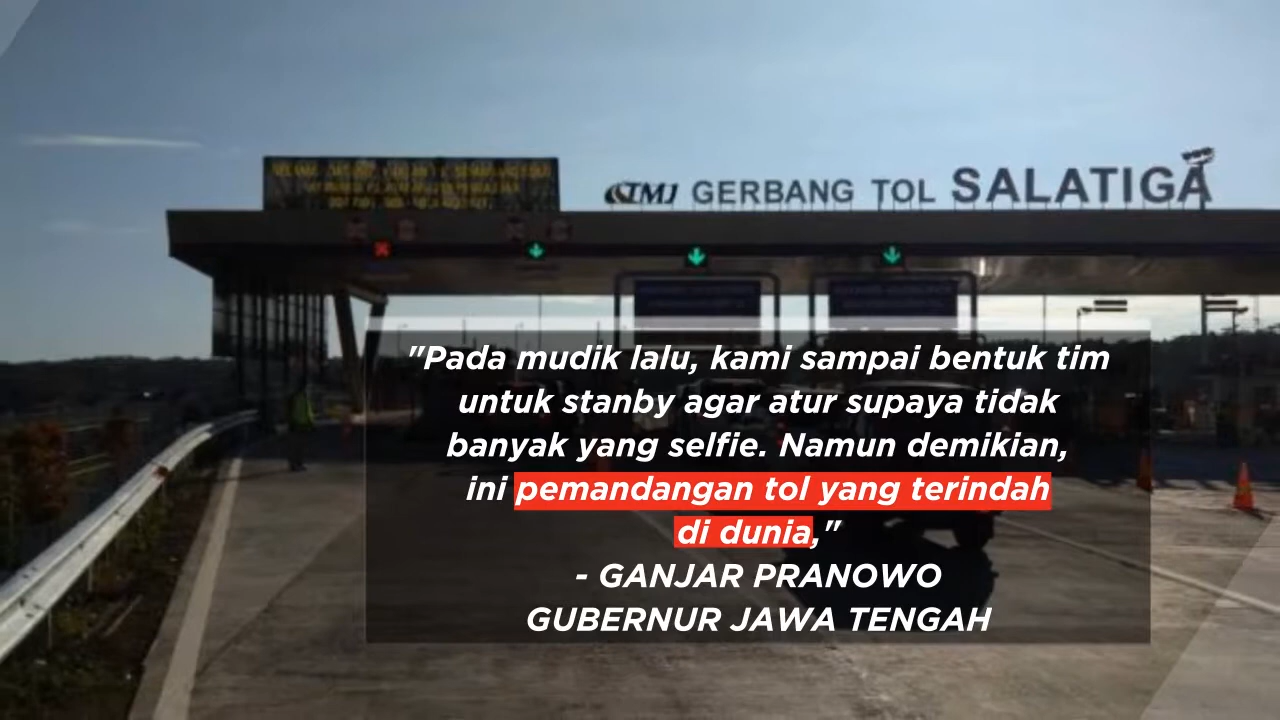 TMJ GERBANG TOL SALATIGA
"Pada mudik lalu, kami sampai bentuk tim
untuk stanby agar atur supaya tidak
banyak yang selfie. Namun demikian,
ini pemandangan tol yang terindah
di dunia,"
- GANJAR PRANOWO
GUBERNUR JAWA TENGAH